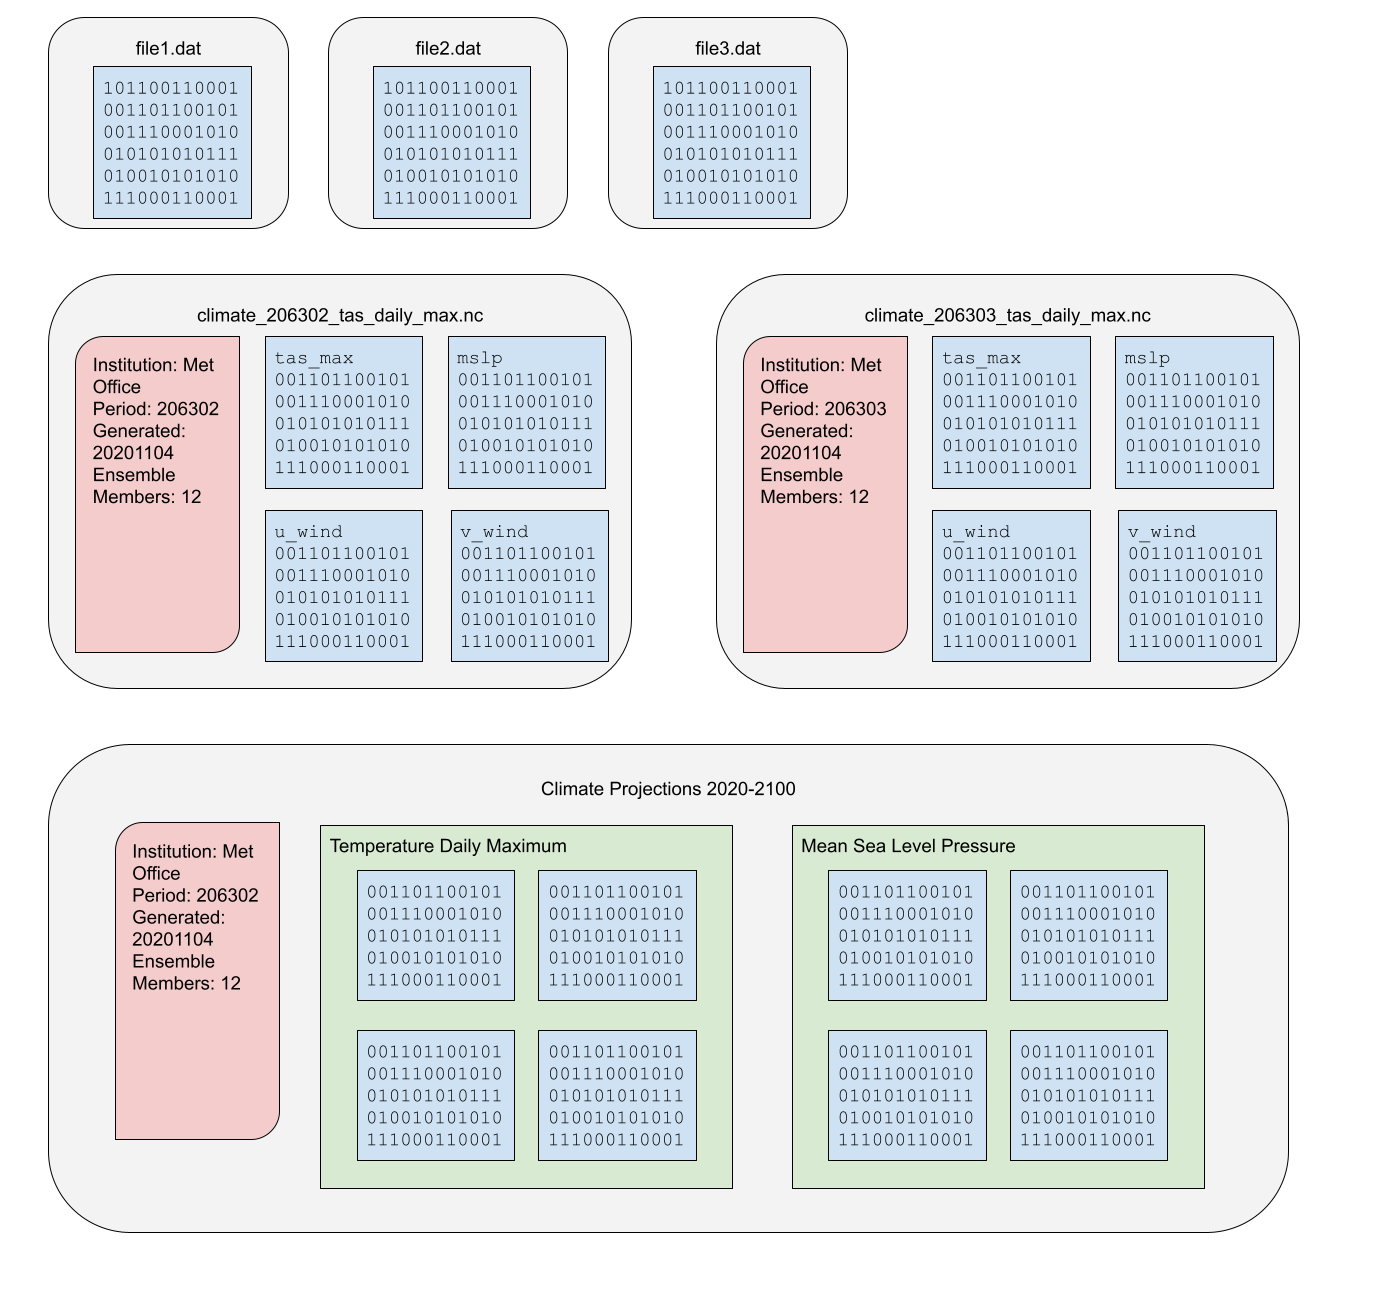 file1.dat
101100110001
001101100101
001110001010
010101010111
010010101010
111000110001
file2.dat
101100110001
001101100101
001110001010
010101010111
010010101010
111000110001
file3.dat
101100110001
001101100101
001110001010
010101010111
010010101010
111000110001
climate_206302_tas_daily_max.nc
Institution: Met
Office
Period: 206302
Generated:
20201104
Ensemble
Members: 12
tas_max
001101100101
001110001010
010101010111
010010101010
111000110001
mslp
001101100101
001110001010
010101010111
010010101010
111000110001
u_wind
001101100101
001110001010
010101010111
010010101010
111000110001
v_wind
001101100101
001110001010
010101010111
010010101010
111000110001
climate_206303_tas_daily_max.nc
Institution: Met
Office
Period: 206303
Generated:
20201104
Ensemble
Members: 12
tas_max
001101100101
001110001010
010101010111
010010101010
111000110001
mslp
001101100101
001110001010
010101010111
010010101010
111000110001
u_wind
001101100101
001110001010
010101010111
010010101010
111000110001
v_wind
001101100101
001110001010
010101010111
010010101010
111000110001
Climate Projections 2020-2100
Institution: Met
Office
Period: 206302
Generated:
20201104
Ensemble
Members: 12
Temperature Daily Maximum
001101100101
001110001010
010101010111
010010101010
111000110001
001101100101
001110001010
010101010111
010010101010
111000110001
001101100101
001110001010
010101010111
010010101010
111000110001
001101100101
001110001010
010101010111
010010101010
111000110001
Mean Sea Level Pressure
001101100101
001110001010
010101010111
010010101010
111000110001
001101100101
001110001010
010101010111
010010101010
111000110001
001101100101
001110001010
010101010111
010010101010
111000110001
001101100101
001110001010
010101010111
010010101010
111000110001